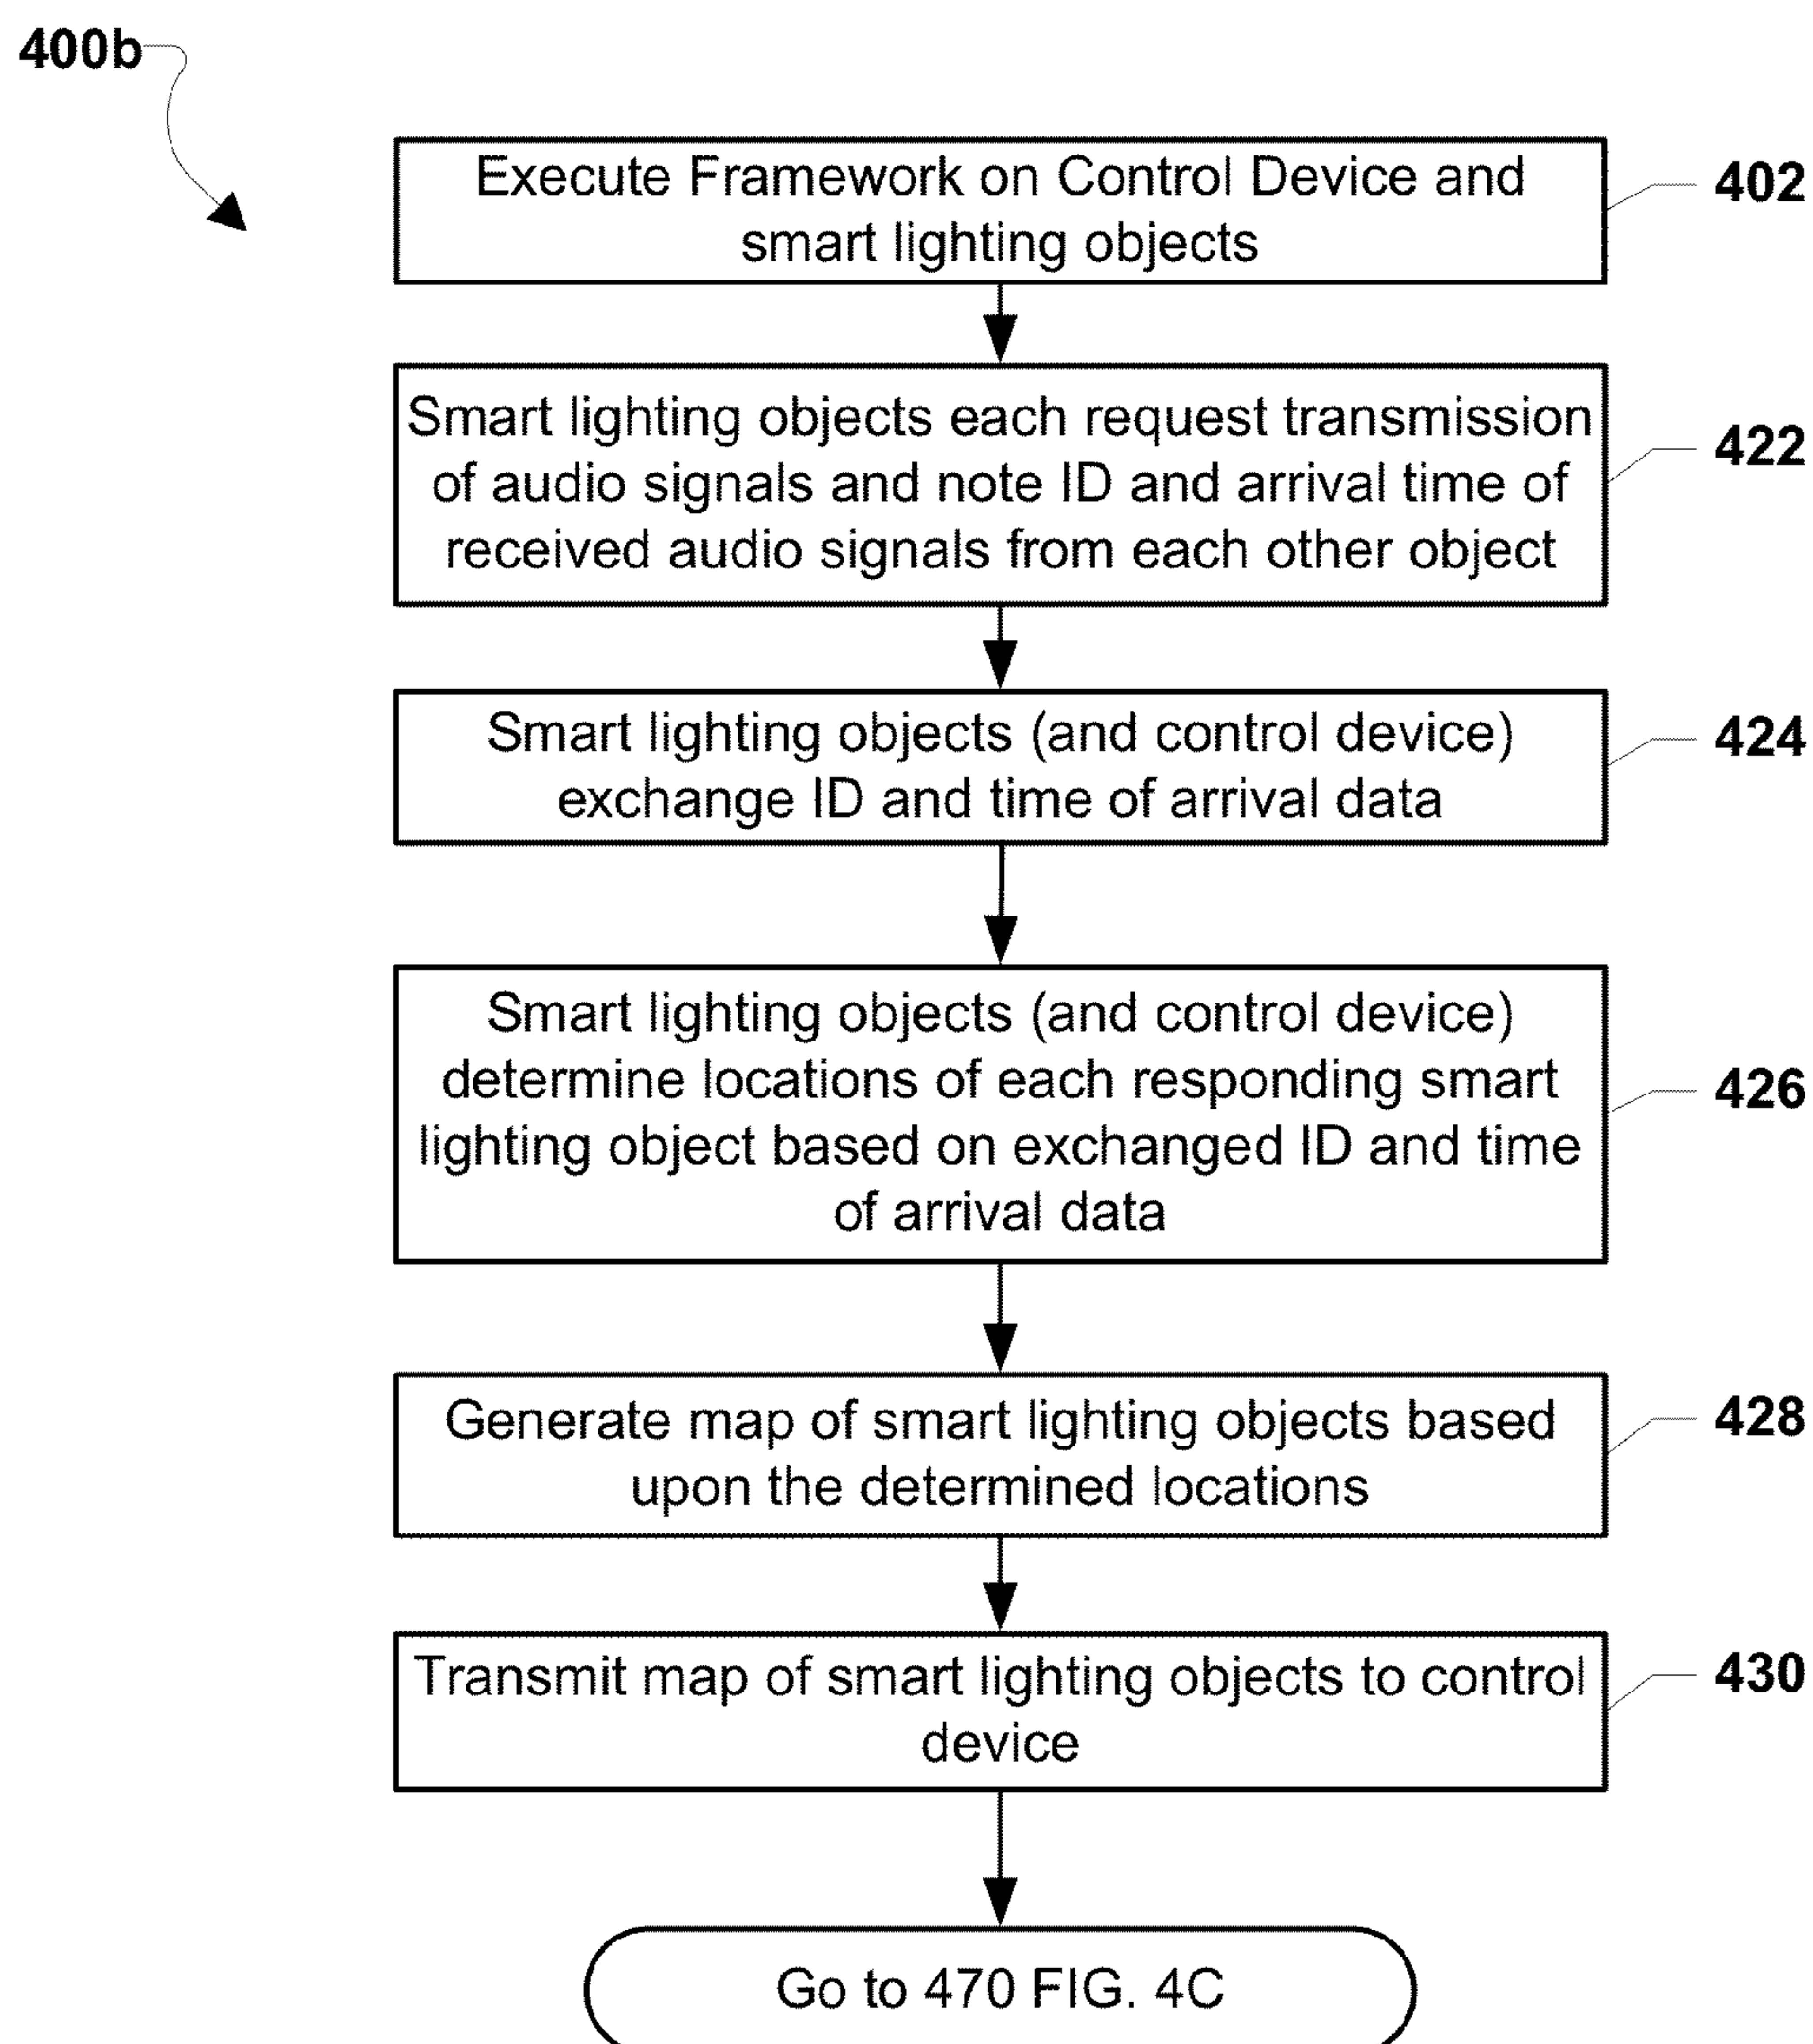 400b
Execute Framework on Control Device and
smart lighting objects
402
Smart lighting objects each request transmission
of audio signals and note ID and arrival time of
received audio signals from each other object
422
Smart lighting objects (and control device)
exchange ID and time of arrival data
424
Smart lighting objects (and control device)
determine locations of each responding smart
lighting object based on exchanged ID and time
of arrival data
426
Generate map of smart lighting objects based
upon the determined locations
428
Transmit map of smart lighting objects to control
device
430
Go to 470 FIG. 4C